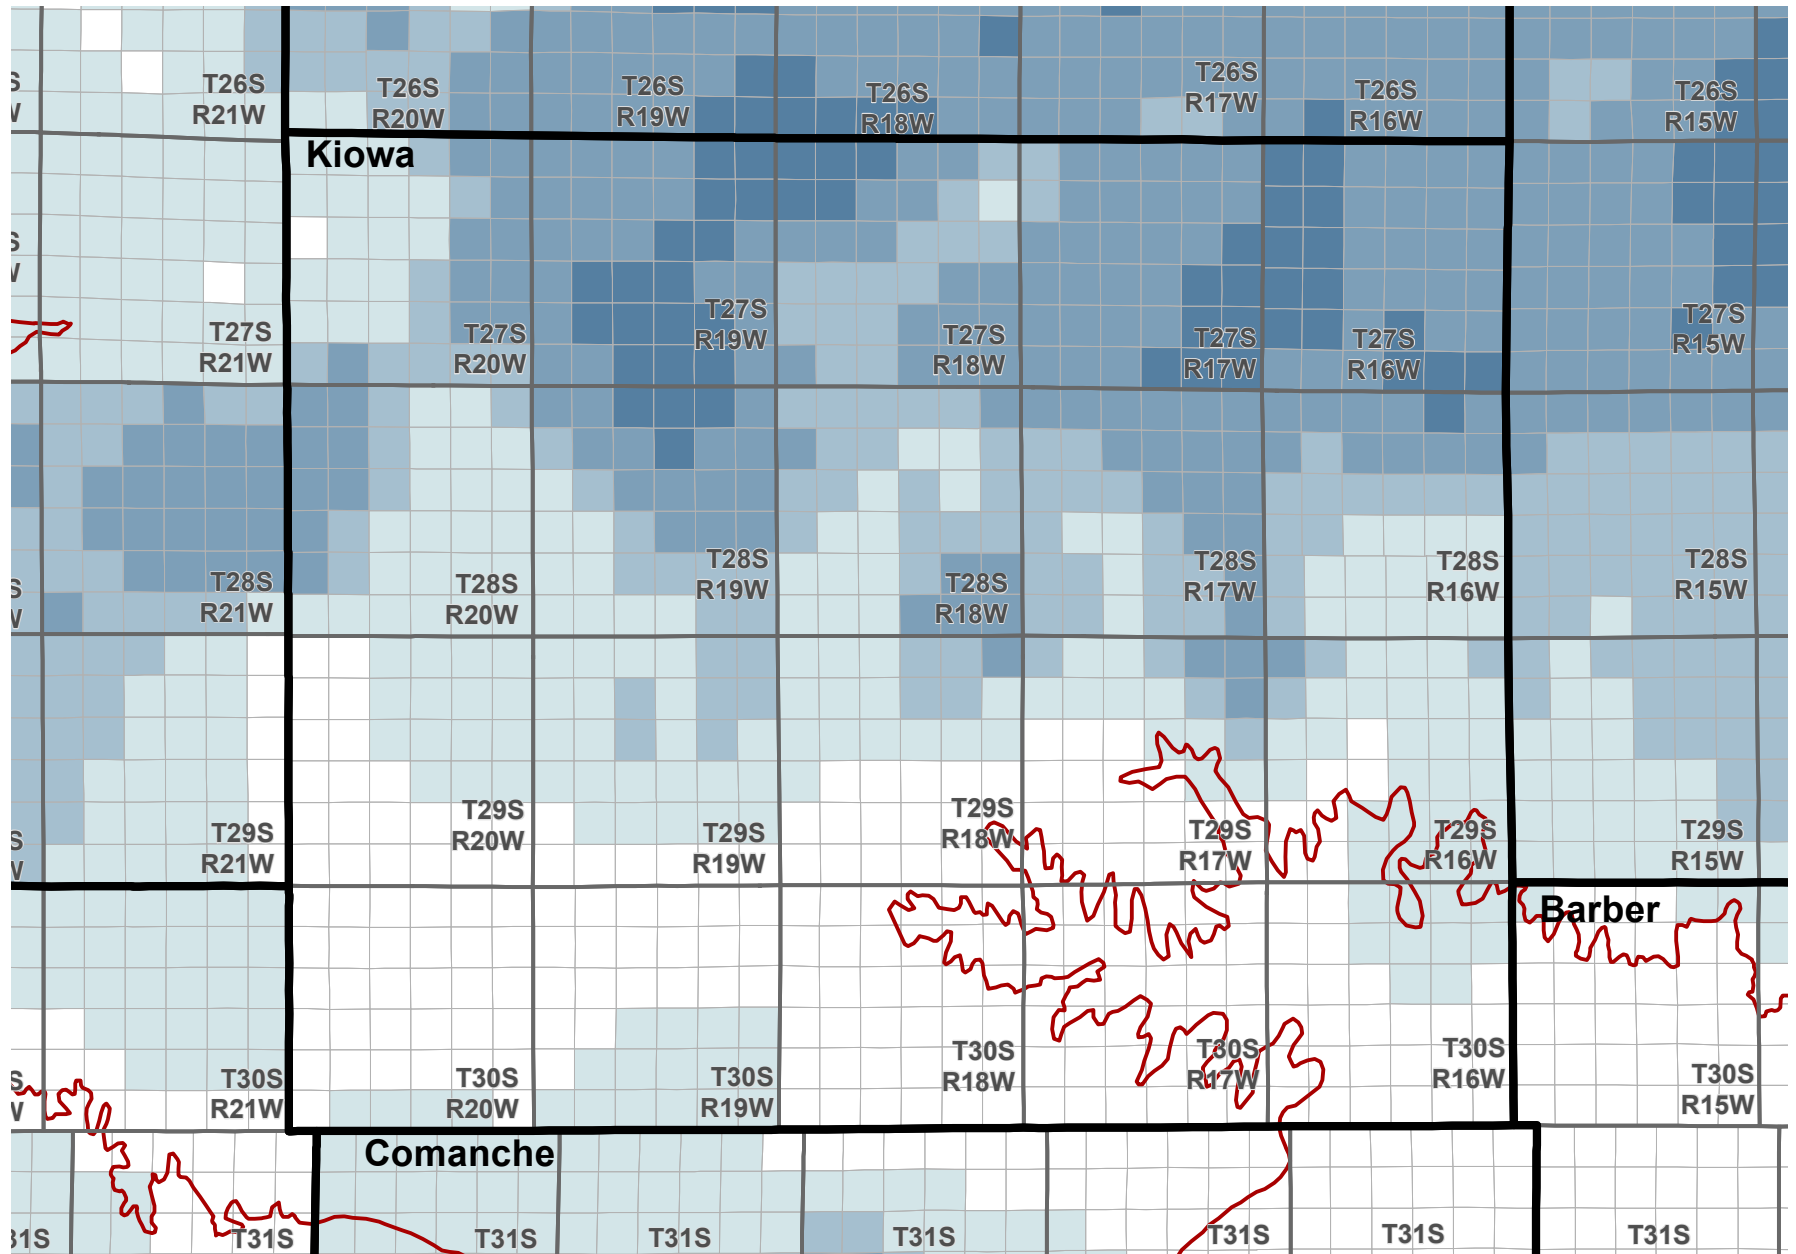 T26S
R21W
T26S
R20W
T26S
R19W
T26S
R18W
T26S
R17W
T26S
R16W
T26S
R15W
Kiowa
T27S
R21W
T27S
R20W
T27S
R19W
T27S
R18W
T27S
R17W
T27S
R16W
T27S
R15W
T28S
R21W
T28S
R20W
T28S
R19W
T28S
R18W
T28S
R17W
T28S
R16W
T28S
R15W
T29S
R21W
T29S
R20W
T29S
R19W
T29S
R18W
T29S
R17W
T29S
R16W
T29S
R15W
Barber
T30S
R21W
T30S
R20W
T30S
R19W
T30S
R18W
T30S
R17W
T30S
R16W
T30S
R15W
Comanche
31S
T31S
T31S
T31S
T31S
T31S
T31S
T31S